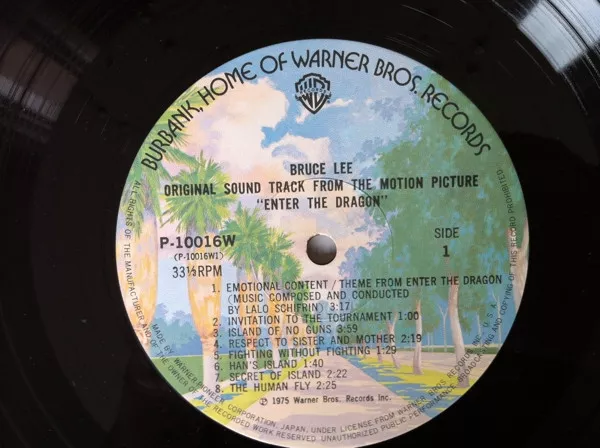 BURBANK, HOME OF WARNER BROS. RECORDS
BRUCE LEE
ORIGINAL SOUND TRACK FROM THE MOTION PICTURE
"ENTER THE DRAGON"
P-10016W
(P-10016W1)
33⅓RPM
SIDE
1
1. EMOTIONAL CONTENT / THEME FROM ENTER THE DRAGON
(MUSIC COMPOSED AND CONDUCTED
BY LALO SCHIFRIN) 3:17
2. INVITATION TO THE TOURNAMENT 1:00
3. ISLAND OF NO GUNS 3:59
4. RESPECT TO SISTER AND MOTHER 2:19
5. FIGHTING WITHOUT FIGHTING 1:29
6. HAN'S ISLAND 1:40
7. SECRET OF ISLAND 2:22
8. THE HUMAN FLY 2:25
℗ 1975 Warner Bros. Records Inc.
MADE BY WARNER-PIONEER CORPORATION, JAPAN, UNDER LICENSE FROM WARNER BROS. RECORDS INC., U.S.A.
ALL RIGHTS OF THE MANUFACTURER AND OF THE OWNER OF THE RECORDED WORK RESERVED. UNAUTHORIZED PUBLIC PERFORMANCE, BROADCASTING AND COPYING OF THIS RECORD PROHIBITED.